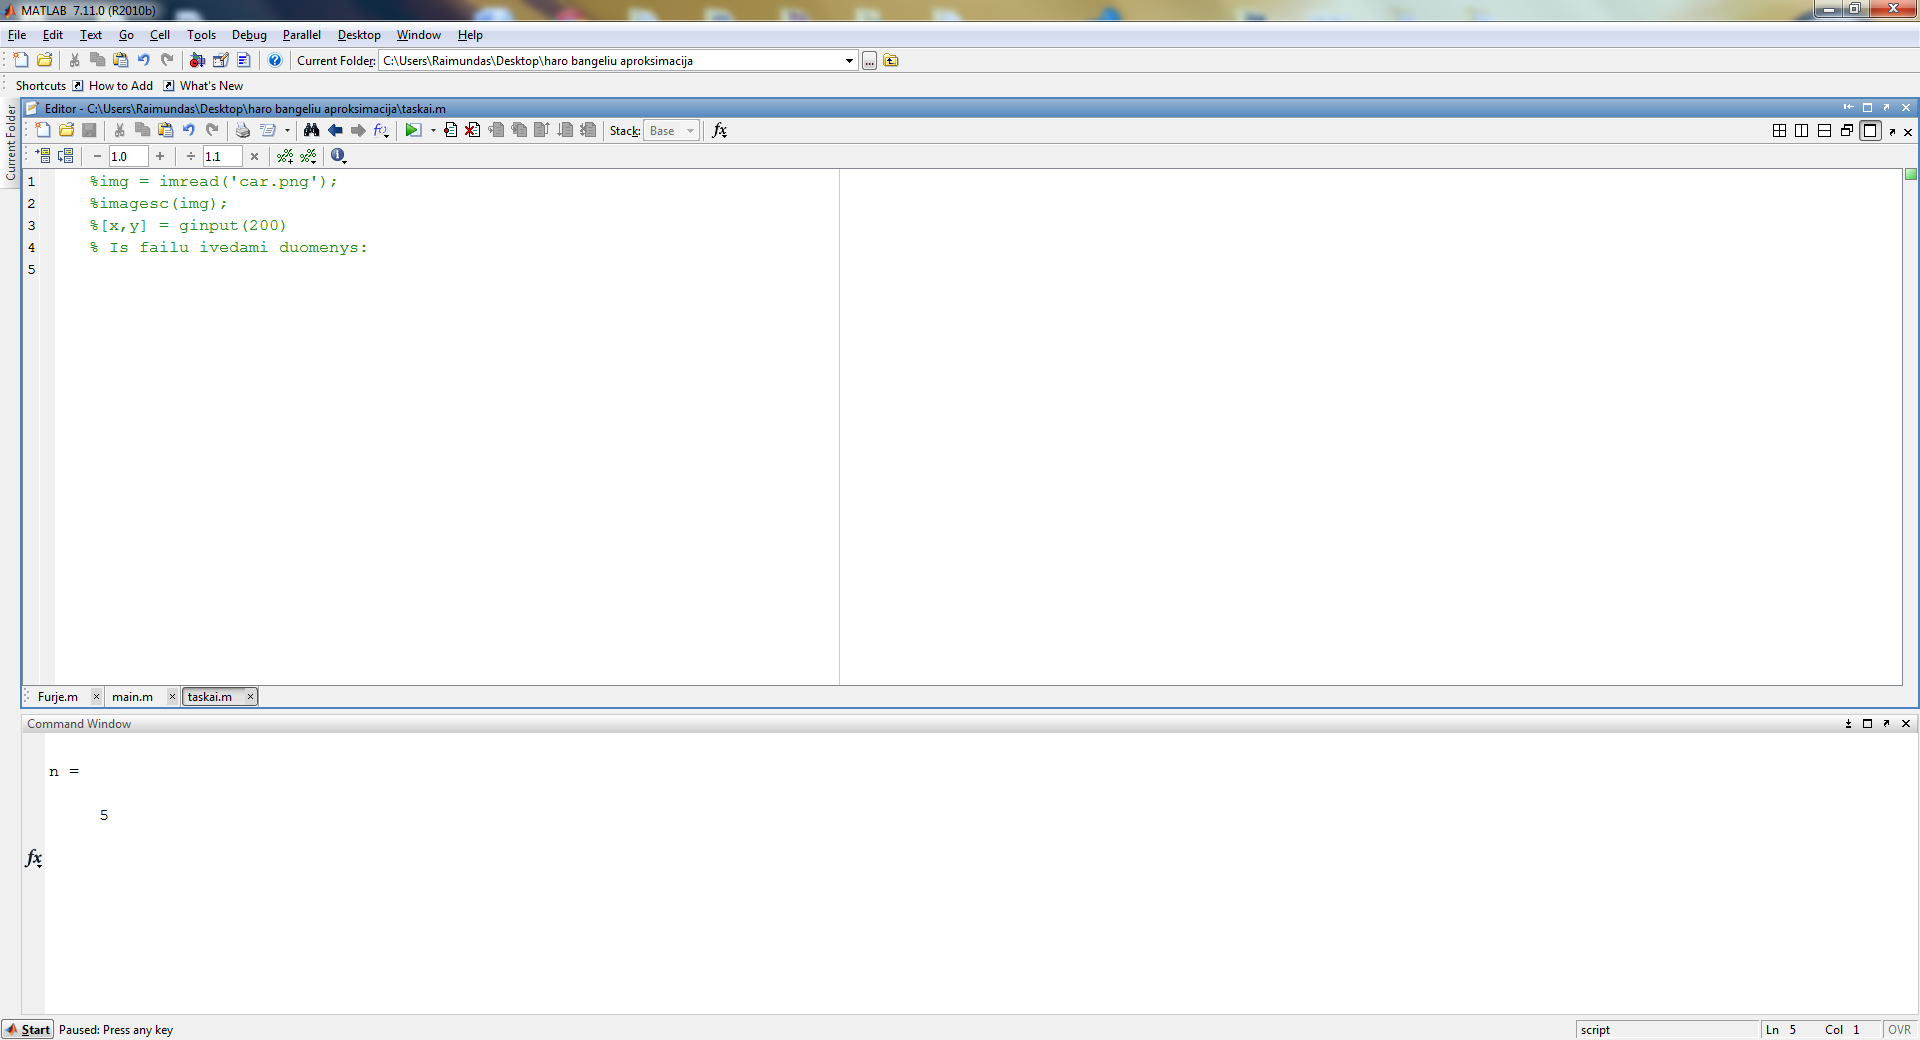 MATLAB 7.11.0 (R2010b)
File Edit Text Go Cell Tools Debug Parallel Desktop Window Help
Current Folder: C:\Users\Raimundas\Desktop\haro bangeliu aproksimacija ...
Shortcuts How to Add What's New
Current Folder
Editor - C:\Users\Raimundas\Desktop\haro bangeliu aproksimacija\taskai.m
Stack: Base fx
− 1.0 + ÷ 1.1 ×
1 %img = imread('car.png');
2 %imagesc(img);
3 %[x,y] = ginput(200)
4 % Is failu ivedami duomenys:
5
Furje.m × main.m × taskai.m ×
Command Window
n =
5
fx
Start Paused: Press any key script Ln 5 Col 1 OVR